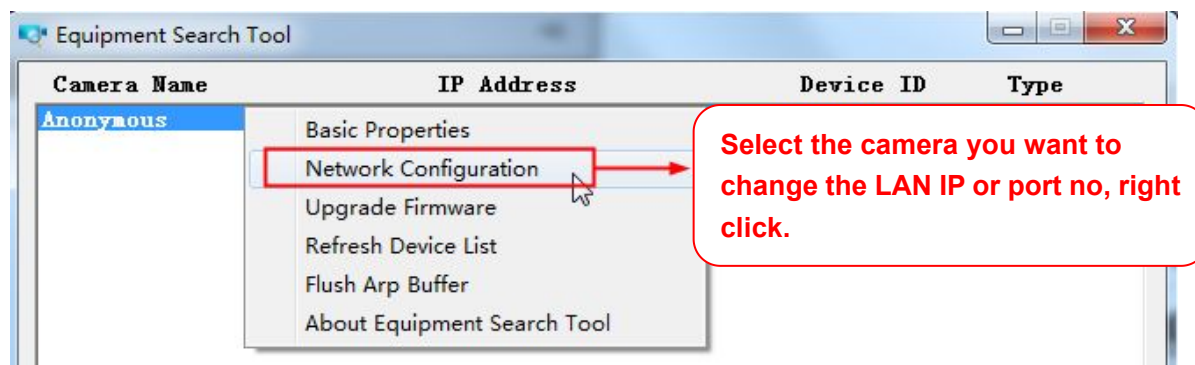 Equipment Search Tool
Camera Name IP Address Device ID Type
Anonymous
Basic Properties
Network Configuration
Upgrade Firmware
Refresh Device List
Flush Arp Buffer
About Equipment Search Tool
Select the camera you want to
change the LAN IP or port no, right
click.